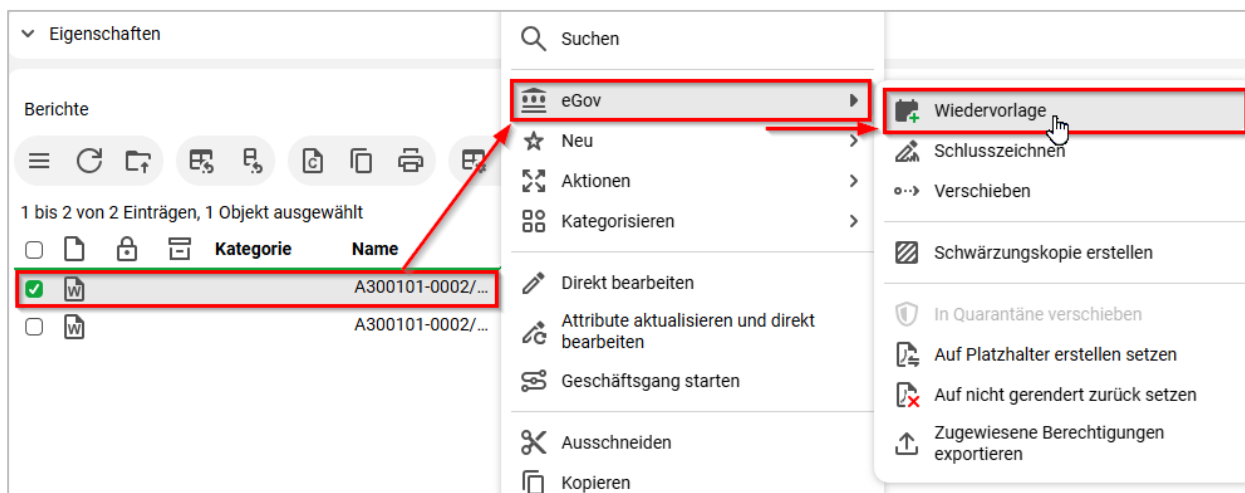 Eigenschaften
Berichte
1 bis 2 von 2 Einträgen, 1 Objekt ausgewählt
Kategorie Name
A300101-0002/...
A300101-0002/...
Suchen
eGov
Neu
Aktionen
Kategorisieren
Direkt bearbeiten
Attribute aktualisieren und direkt
bearbeiten
Geschäftsgang starten
Ausschneiden
Kopieren
Wiedervorlage
Schlusszeichnen
Verschieben
Schwärzungskopie erstellen
In Quarantäne verschieben
Auf Platzhalter erstellen setzen
Auf nicht gerendert zurück setzen
Zugewiesene Berechtigungen
exportieren